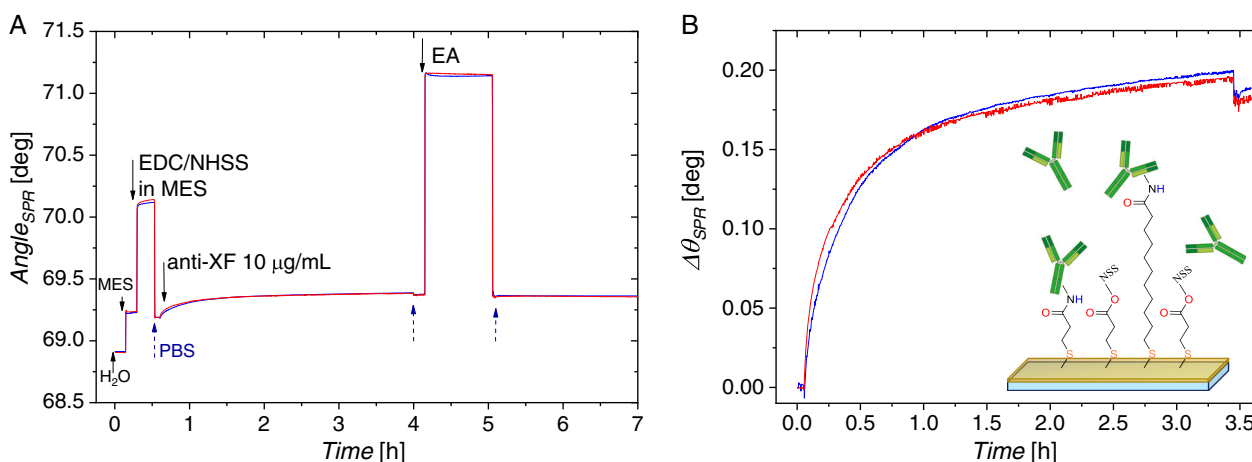 A
71.5
71.0
70.5
70.0
69.5
69.0
68.5
Angle_SPR [deg]
EA
EDC/NHSS
in MES
anti-XF 10 μg/mL
MES
PBS
H₂O
0 1 2 3 4 5 6 7
Time [h]
B
0.20
0.15
0.10
0.05
0.00
Δθ_SPR [deg]
NH
O
NSS
NSS
NH
O
O
O
O
O
S S S S
0.0 0.5 1.0 1.5 2.0 2.5 3.0 3.5
Time [h]